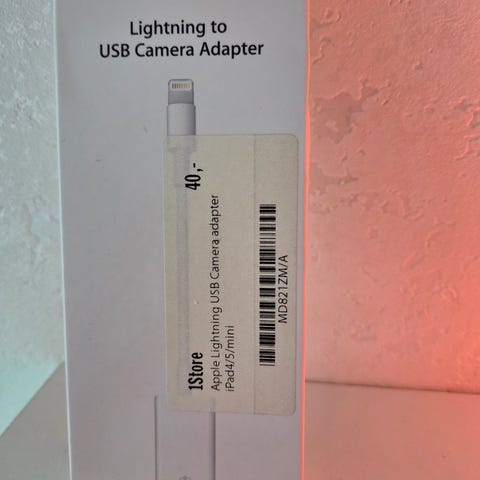 Lightning to
USB Camera Adapter
1Store
40,-
Apple Lightning USB Camera adapter
iPad4/5/mini
MD821ZM/A